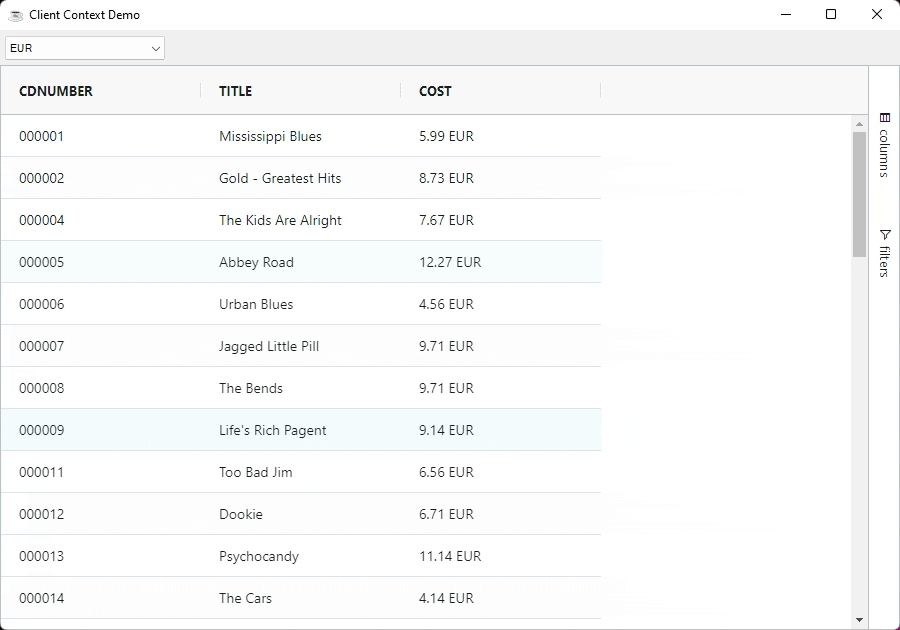 Client Context Demo
EUR
CDNUMBER TITLE COST
000001 Mississippi Blues 5.99 EUR
000002 Gold - Greatest Hits 8.73 EUR
000004 The Kids Are Alright 7.67 EUR
000005 Abbey Road 12.27 EUR
000006 Urban Blues 4.56 EUR
000007 Jagged Little Pill 9.71 EUR
000008 The Bends 9.71 EUR
000009 Life's Rich Pagent 9.14 EUR
000011 Too Bad Jim 6.56 EUR
000012 Dookie 6.71 EUR
000013 Psychocandy 11.14 EUR
000014 The Cars 4.14 EUR
columns
filters